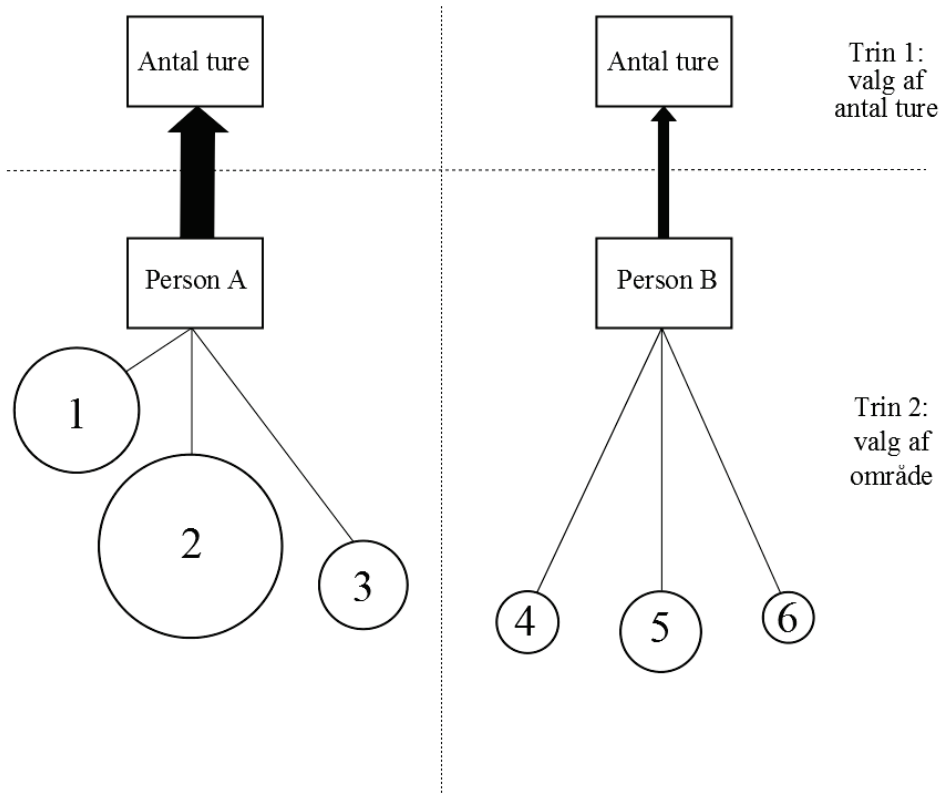 Antal ture
Antal ture
Trin 1:
valg af
antal ture
Person A
Person B
1
2
3
4
5
6
Trin 2:
valg af
område